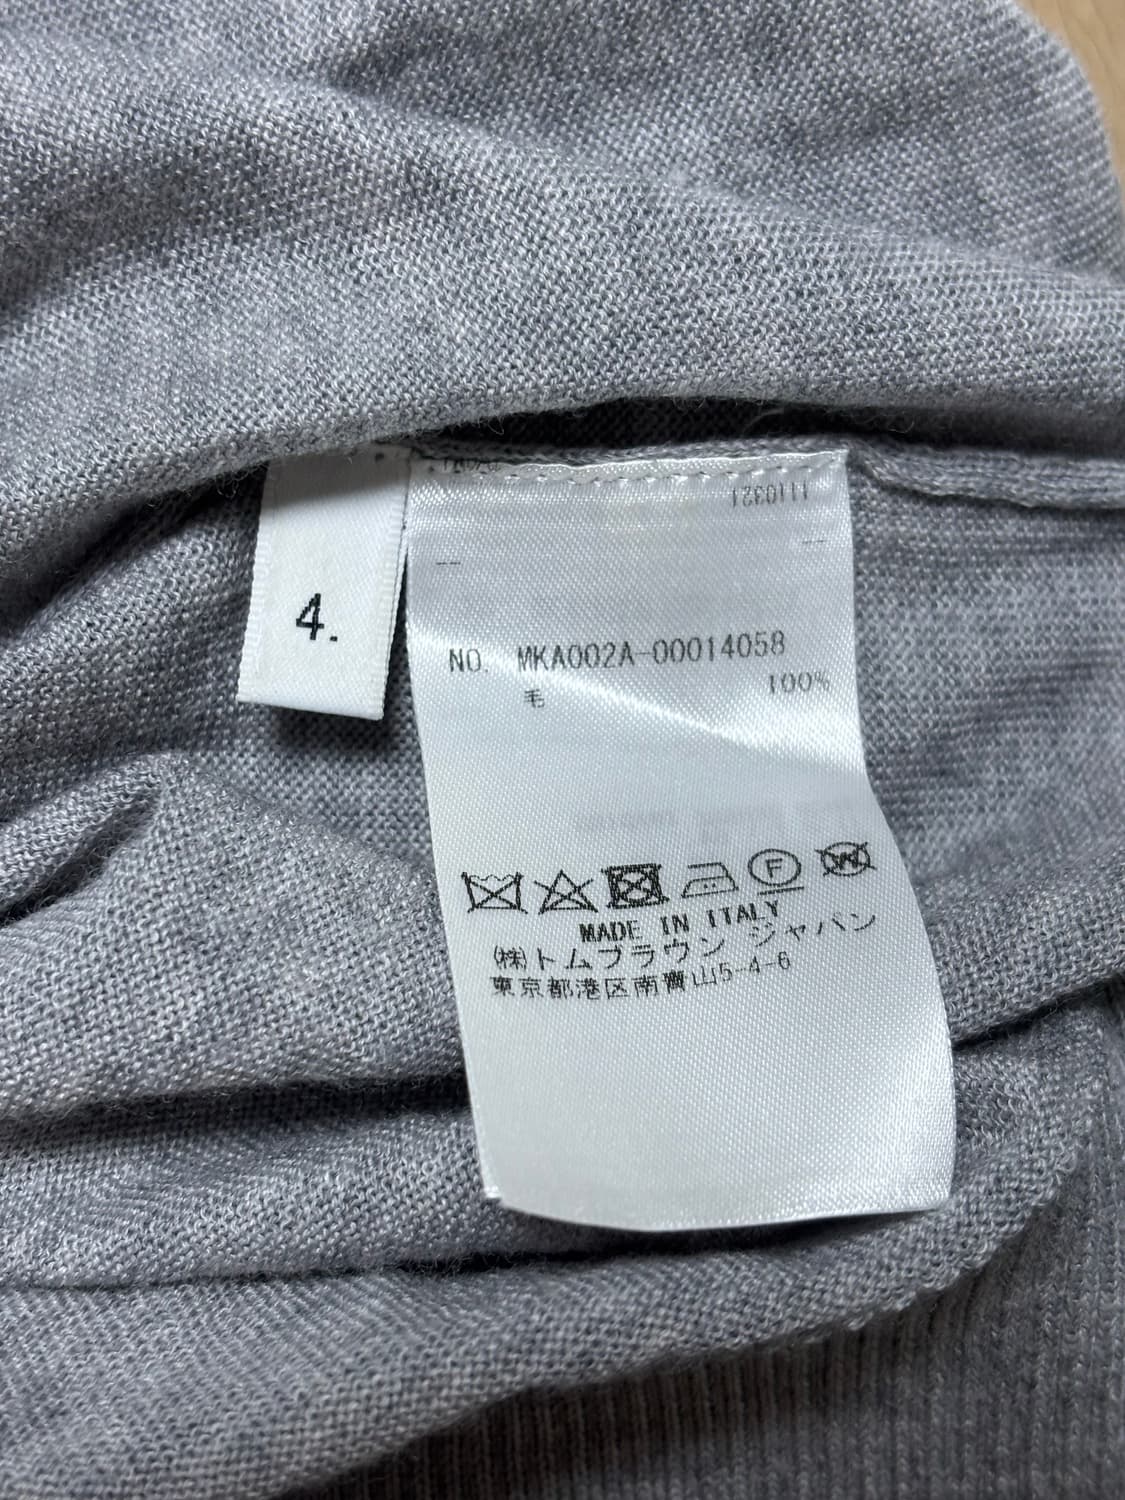 1110321
4.
NO. MKA002A-00014058
毛 100%
F
W
MADE IN ITALY
㈱トムブラウン ジャパン
東京都港区南青山5-4-6